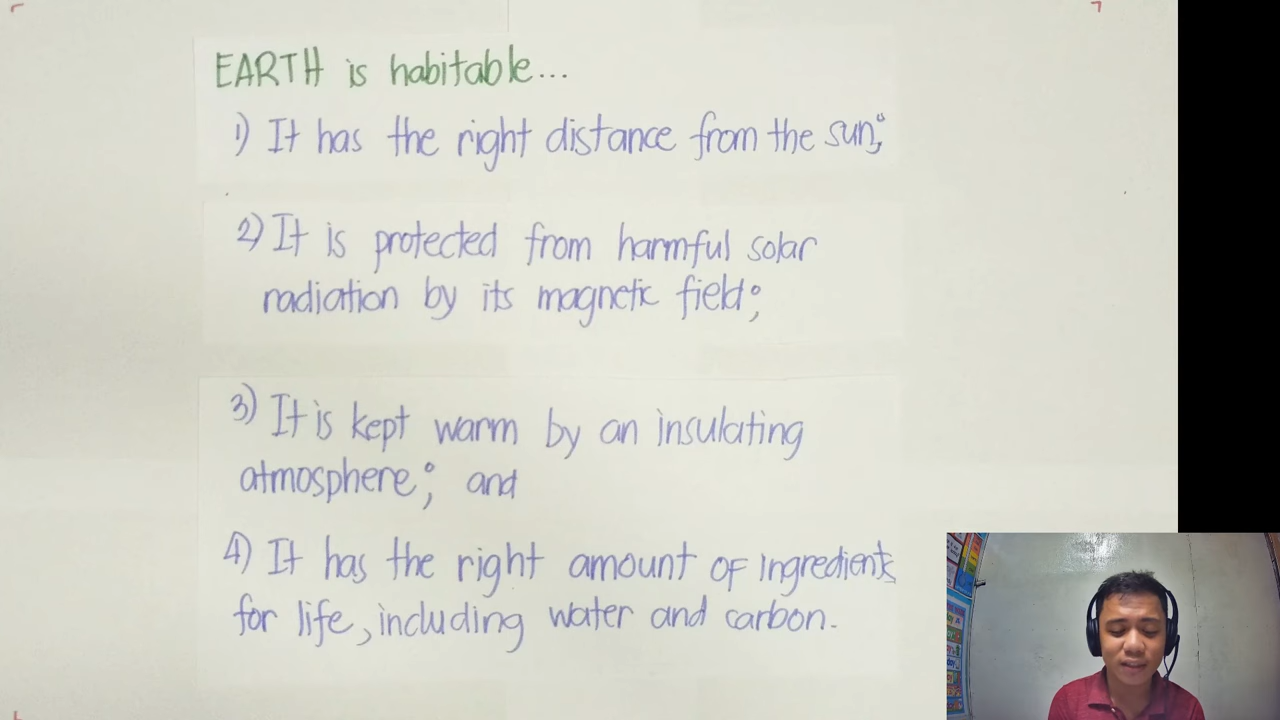 EARTH is habitable...
1) It has the right distance from the sun;
2) It is protected from harmful solar
radiation by its magnetic field;
3) It is kept warm by an insulating
atmosphere; and
4) It has the right amount of ingredients
for life, including water and carbon.